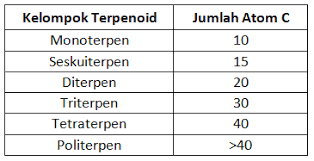 Kelompok Terpenoid Jumlah Atom C
Monoterpen 10
Seskuiterpen 15
Diterpen 20
Triterpen 30
Tetraterpen 40
Politerpen >40